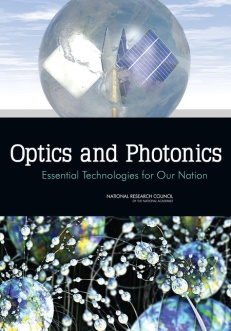 Optics and Photonics
Essential Technologies for Our Nation
NATIONAL RESEARCH COUNCIL
OF THE NATIONAL ACADEMIES